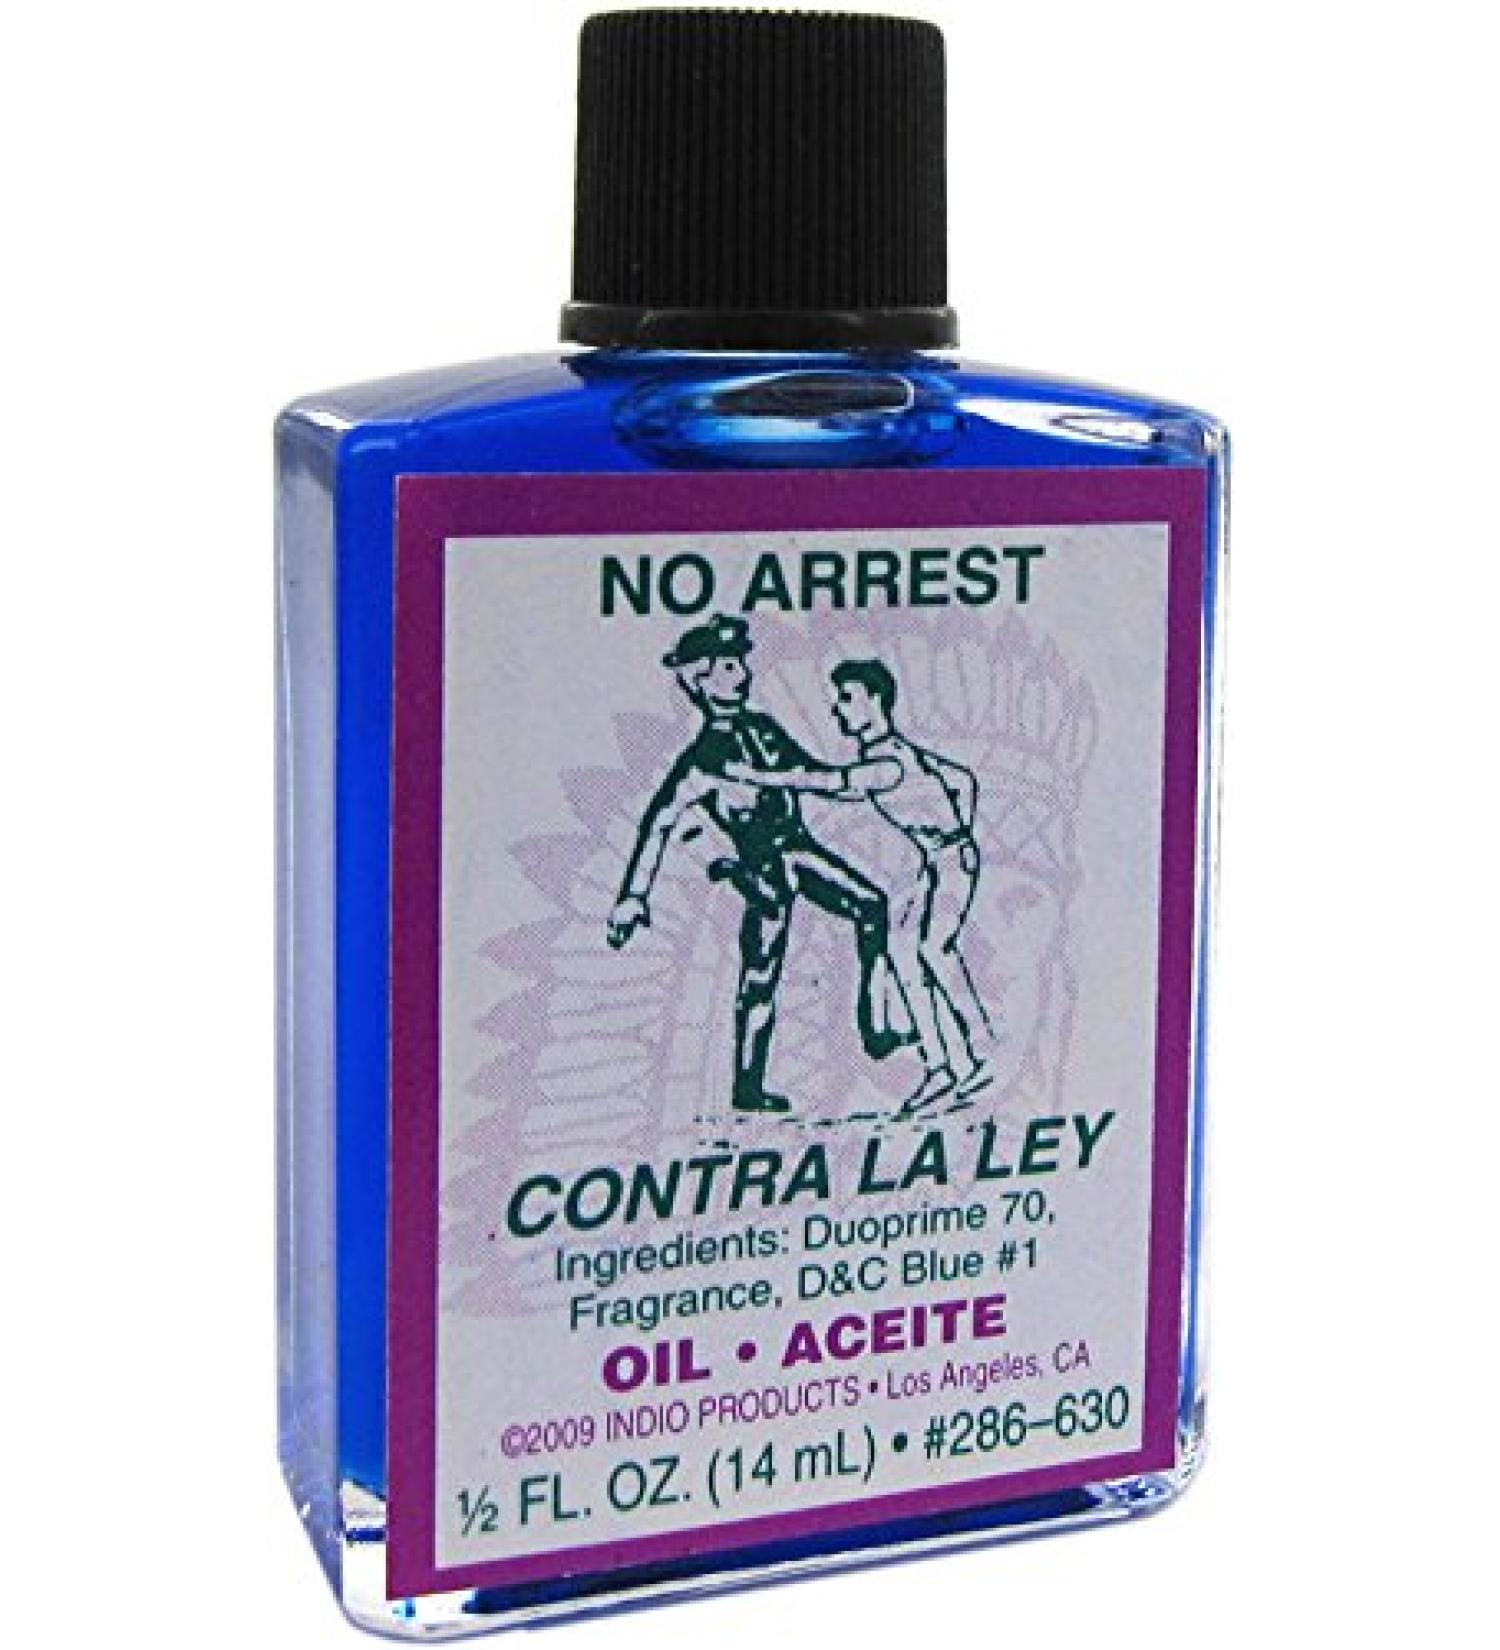 NO ARREST
CONTRA LA LEY
Ingredients: Duoprime 70,
Fragrance, D&C Blue #1
OIL • ACEITE
©2009 INDIO PRODUCTS • Los Angeles, CA
½ FL. OZ. (14 mL) • #286–630